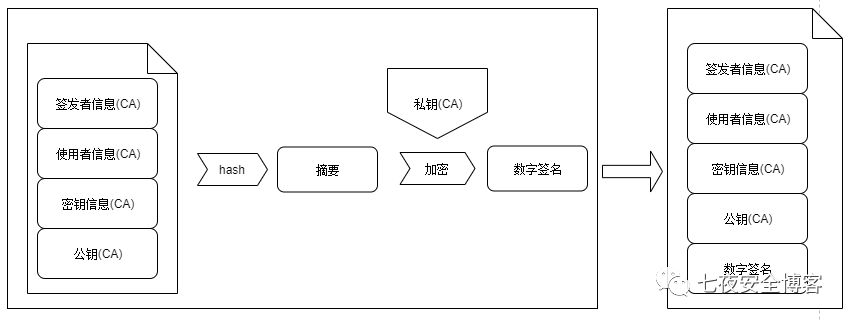 签发者信息(CA)
使用者信息(CA)
密钥信息(CA)
公钥(CA)
hash
摘要
私钥(CA)
加密
数字签名
签发者信息(CA)
使用者信息(CA)
密钥信息(CA)
公钥(CA)
数字签名
七夜安全博客